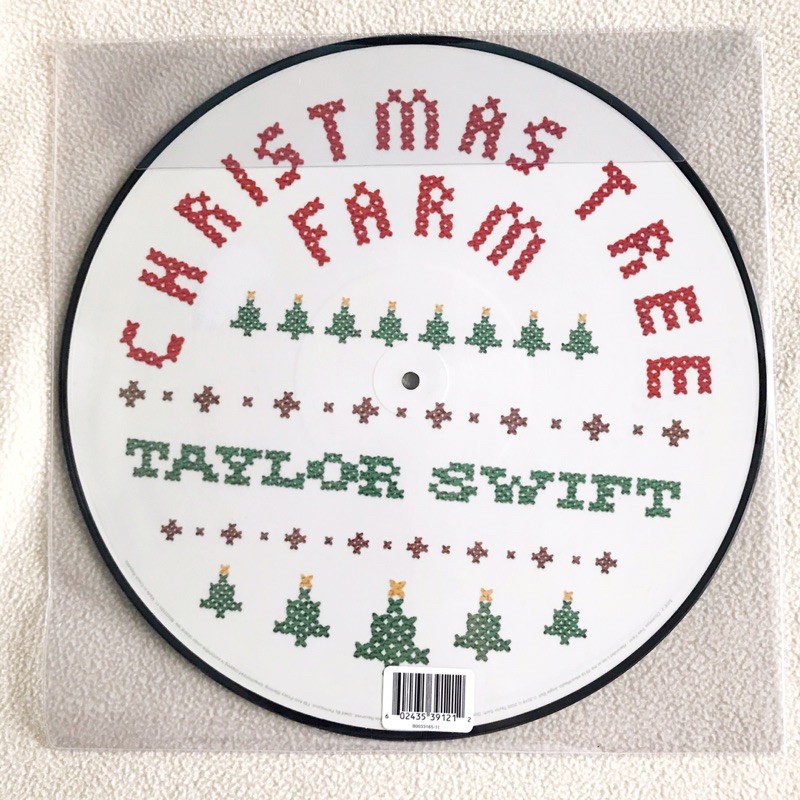 CHRISTMAS TREE
FARM
TAYLOR SWIFT
6 02435 39121 2